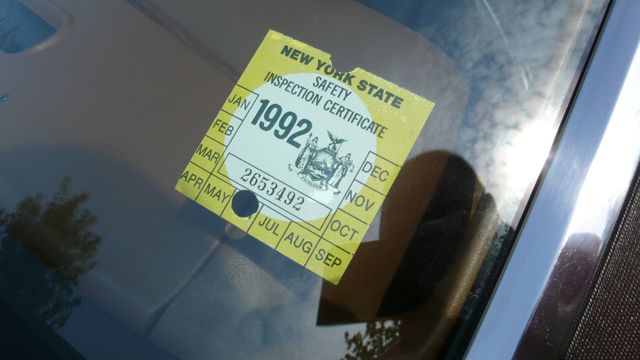 NEW YORK STATE
SAFETY
INSPECTION CERTIFICATE
1992
2653492
JAN
FEB
MAR
APR
MAY
JUL
AUG
SEP
OCT
NOV
DEC